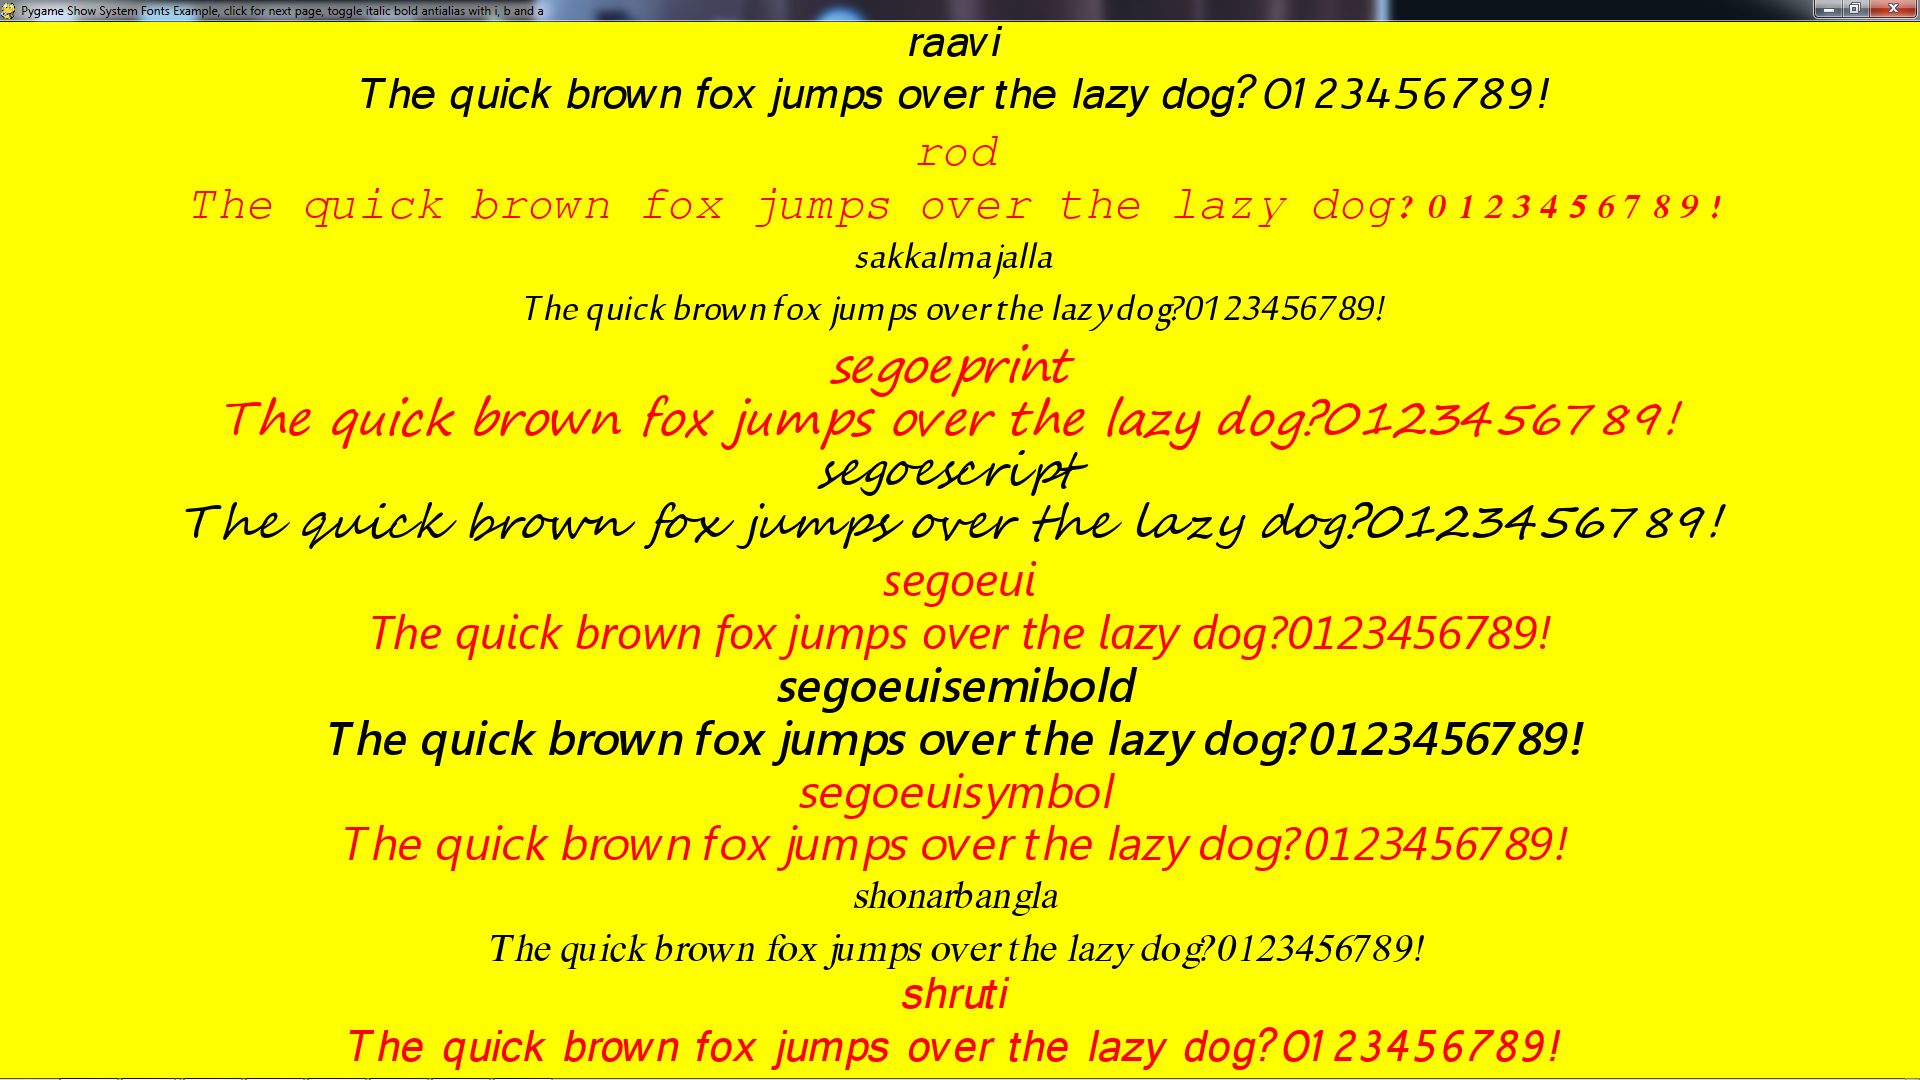 Pygame Show System Fonts Example, click for next page, toggle italic bold antialias with i, b and a
raavi
The quick brown fox jumps over the lazy dog?0123456789!
rod
The quick brown fox jumps over the lazy dog?0123456789!
sakkalmajalla
The quick brown fox jumps over the lazy dog?0123456789!
segoeprint
The quick brown fox jumps over the lazy dog?0123456789!
segoescript
The quick brown fox jumps over the lazy dog?0123456789!
segoeui
The quick brown fox jumps over the lazy dog?0123456789!
segoeuisemibold
The quick brown fox jumps over the lazy dog?0123456789!
segoeuisymbol
The quick brown fox jumps over the lazy dog?0123456789!
shonarbangla
The quick brown fox jumps over the lazy dog?0123456789!
shruti
The quick brown fox jumps over the lazy dog?0123456789!